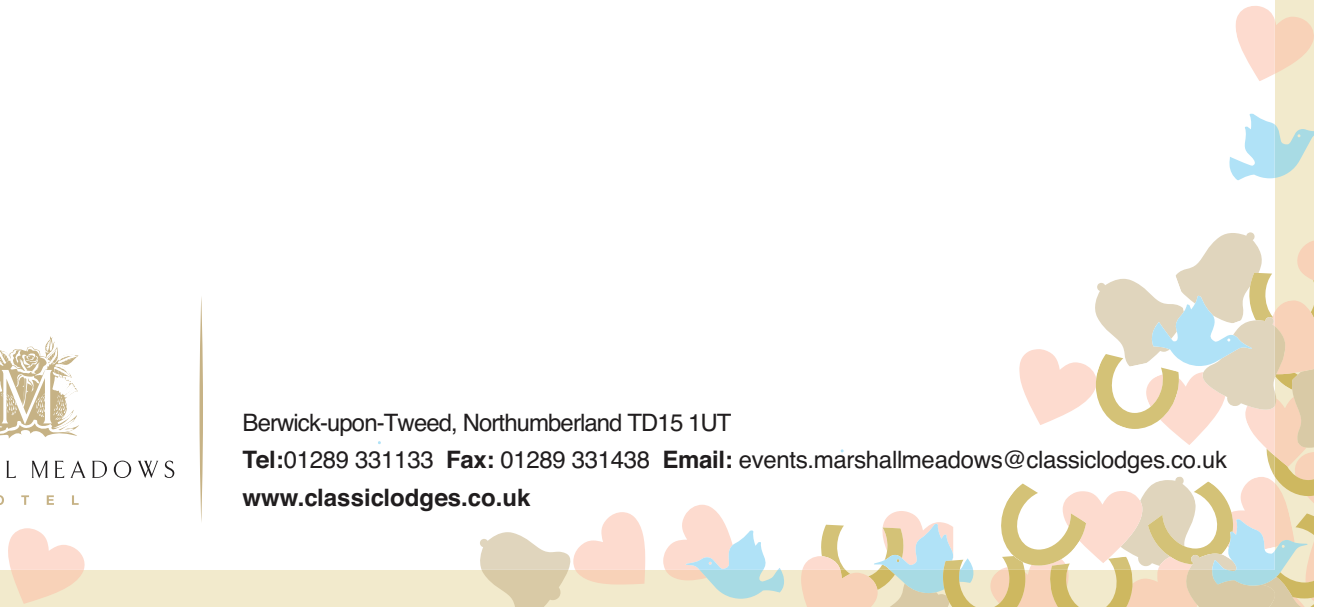 M
L MEADOWS
OTEL
Berwick-upon-Tweed, Northumberland TD15 1UT
Tel:01289 331133 Fax: 01289 331438 Email: events.marshallmeadows@classiclodges.co.uk
www.classiclodges.co.uk